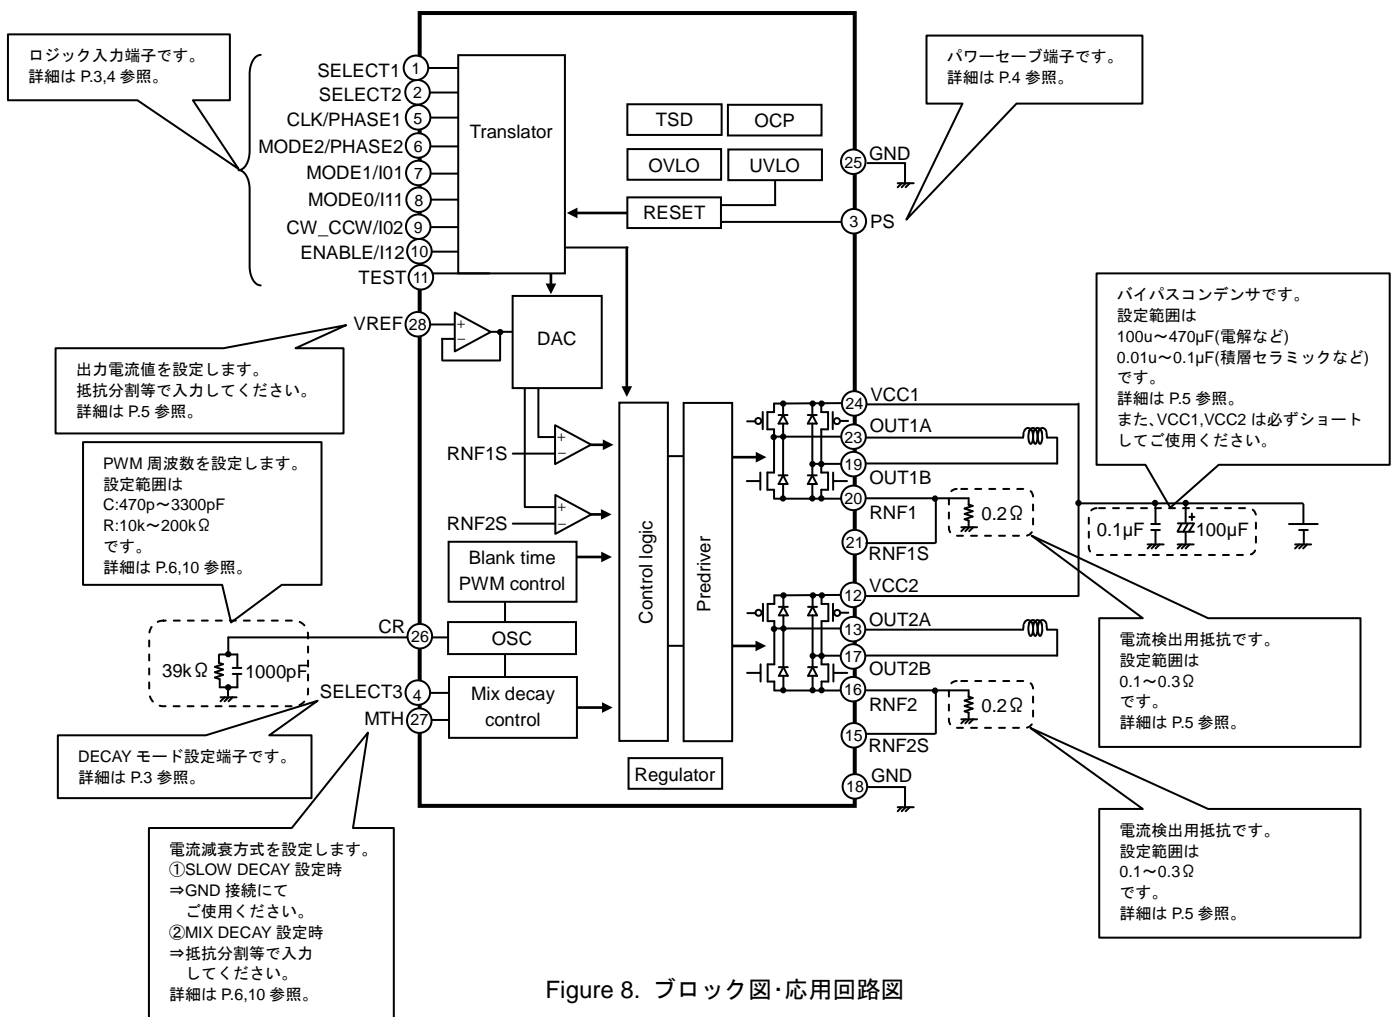 ロジック入力端子です。
詳細は P.3,4 参照。
SELECT1 1
SELECT2 2
CLK/PHASE1 5
MODE2/PHASE2 6
MODE1/I01 7
MODE0/I11 8
CW_CCW/I02 9
ENABLE/I12 10
TEST 11
Translator
TSD
OCP
OVLO
UVLO
RESET
パワーセーブ端子です。
詳細は P.4 参照。
25 GND
3 PS
VREF 28
+
−
DAC
出力電流値を設定します。
抵抗分割等で入力してください。
詳細は P.5 参照。
バイパスコンデンサです。
設定範囲は
100u～470µF(電解など)
0.01u～0.1µF(積層セラミックなど)
です。
詳細は P.5 参照。
また、VCC1,VCC2 は必ずショート
してご使用ください。
RNF1S
+
−
RNF2S
+
−
Blank time
PWM control
OSC
Mix decay
control
Control logic
Predriver
Regulator
24 VCC1
23 OUT1A
19
OUT1B
20
RNF1
21
RNF1S
0.2Ω
12 VCC2
13 OUT2A
17
OUT2B
16
RNF2
15
RNF2S
0.2Ω
18 GND
0.1µF
+
100µF
PWM 周波数を設定します。
設定範囲は
C:470p～3300pF
R:10k～200kΩ
です。
詳細は P.6,10 参照。
CR 26
39kΩ
1000pF
SELECT3 4
MTH 27
DECAY モード設定端子です。
詳細は P.3 参照。
電流減衰方式を設定します。
①SLOW DECAY 設定時
⇒GND 接続にて
ご使用ください。
②MIX DECAY 設定時
⇒抵抗分割等で入力
してください。
詳細は P.6,10 参照。
電流検出用抵抗です。
設定範囲は
0.1～0.3Ω
です。
詳細は P.5 参照。
電流検出用抵抗です。
設定範囲は
0.1～0.3Ω
です。
詳細は P.5 参照。
Figure 8. ブロック図･応用回路図